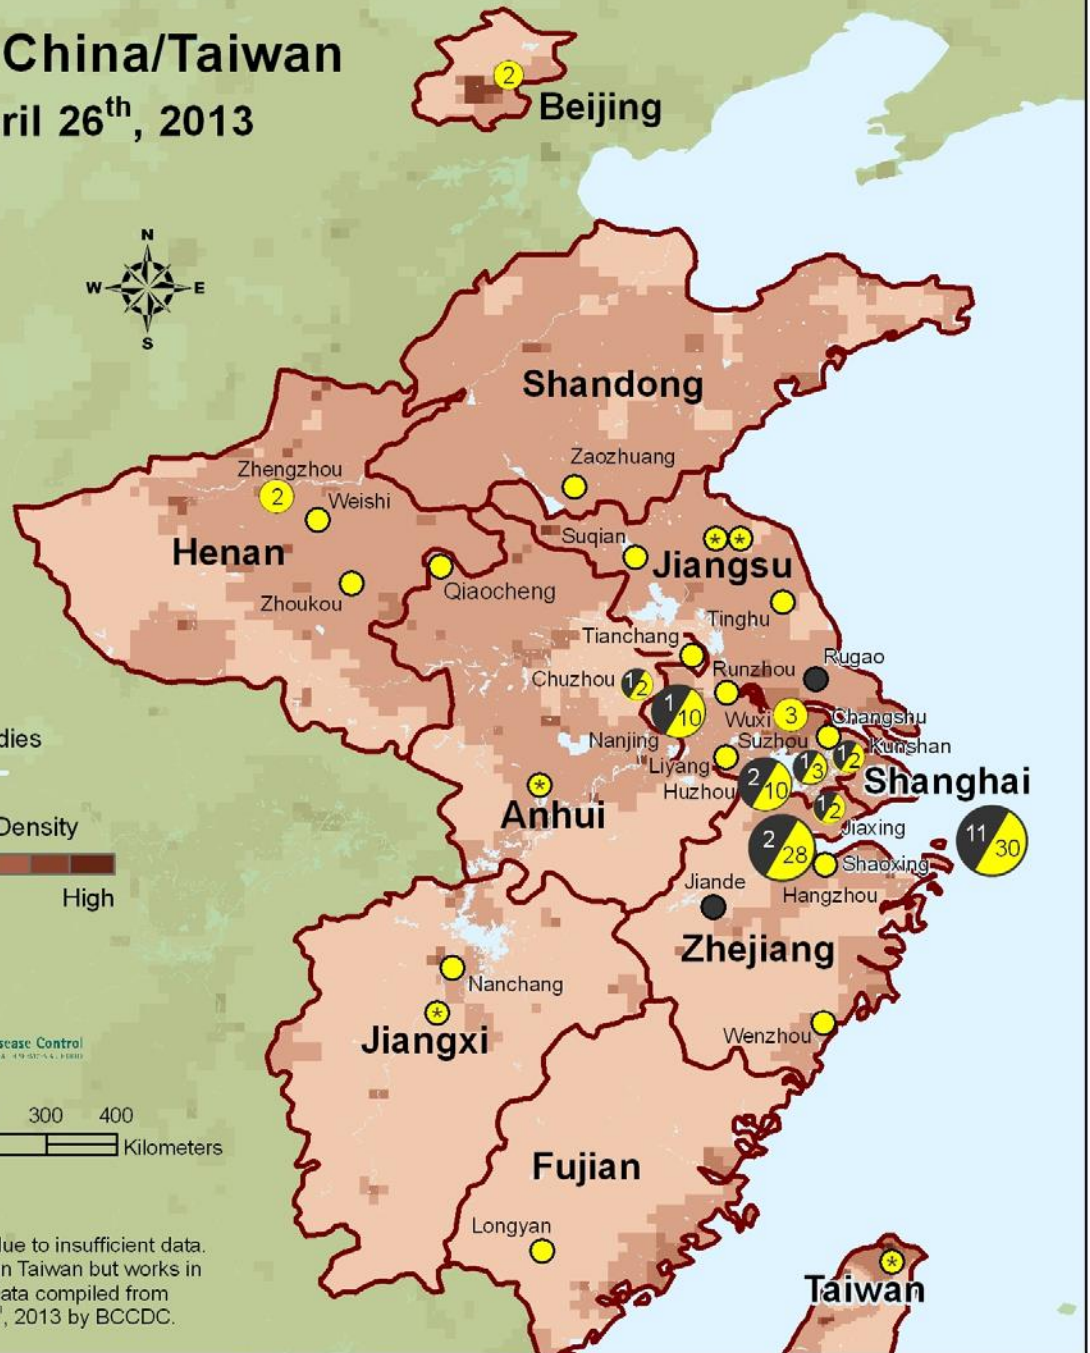 China/Taiwan
ril 26th, 2013
2
Beijing
N
W
E
S
Shandong
Zaozhuang
Zhengzhou
2
Weishi
Henan
Zhoukou
Suqian
* *
Jiangsu
Qiaocheng
Tinghu
Tianchang
Rugao
Runzhou
Chuzhou
1 2
1 10
Wuxi
3
Changshu
Nanjing
Suzhou
Kunshan
1 2
Liyang
1 3
Huzhou
2 10
Shanghai
1 2
Jiaxing
*
Anhui
2 28
11 30
Shaoxing
Hangzhou
Jiande
Zhejiang
Nanchang
*
Jiangxi
Wenzhou
Fujian
Longyan
*
Taiwan
dies
Density
High
sease Control
300 400
Kilometers
lue to insufficient data.
n Taiwan but works in
ata compiled from
, 2013 by BCCDC.